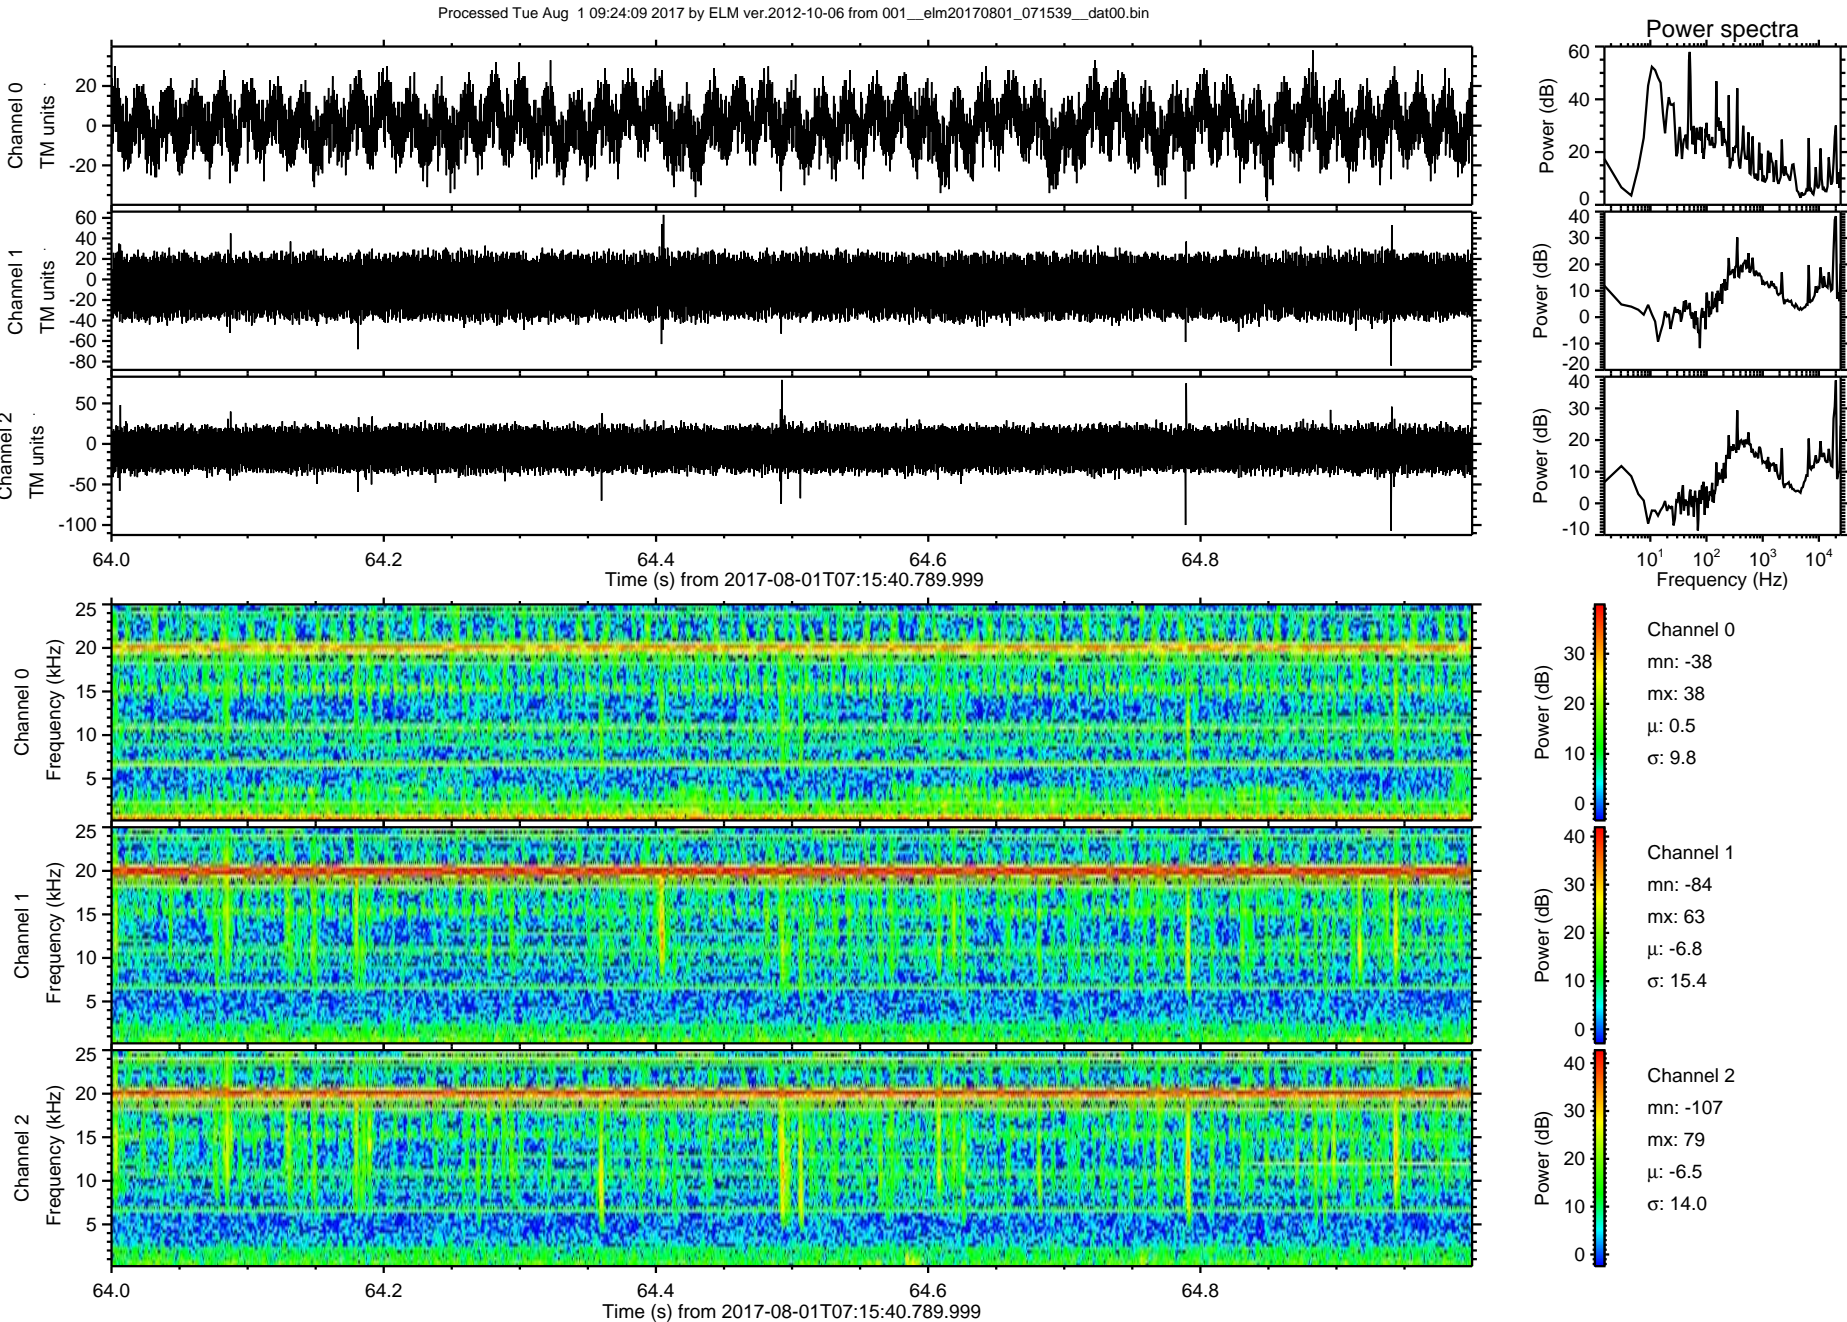 Processed Tue Aug  1 09:24:09 2017 by ELM ver.2012-10-06 from 001__elm20170801_071539__dat00.bin
Power spectra
Channel 0
TM units
20
0
-20
Power (dB)
60
40
20
0
Channel 1
TM units
60
40
20
0
-20
-40
-60
-80
Power (dB)
40
30
20
10
0
-10
-20
Channel 2
TM units
50
0
-50
-100
Power (dB)
40
30
20
10
0
-10
64.0 64.2 64.4 64.6 64.8
Time (s) from 2017-08-01T07:15:40.789.999
10^1 10^2 10^3 10^4
Frequency (Hz)
Channel 0
Frequency (kHz)
25
20
15
10
5
Power (dB)
30
20
10
0
Channel 0
mn: -38
mx: 38
μ: 0.5
σ: 9.8
Channel 1
Frequency (kHz)
25
20
15
10
5
Power (dB)
40
30
20
10
0
Channel 1
mn: -84
mx: 63
μ: -6.8
σ: 15.4
Channel 2
Frequency (kHz)
25
20
15
10
5
Power (dB)
40
30
20
10
0
Channel 2
mn: -107
mx: 79
μ: -6.5
σ: 14.0
64.0 64.2 64.4 64.6 64.8
Time (s) from 2017-08-01T07:15:40.789.999